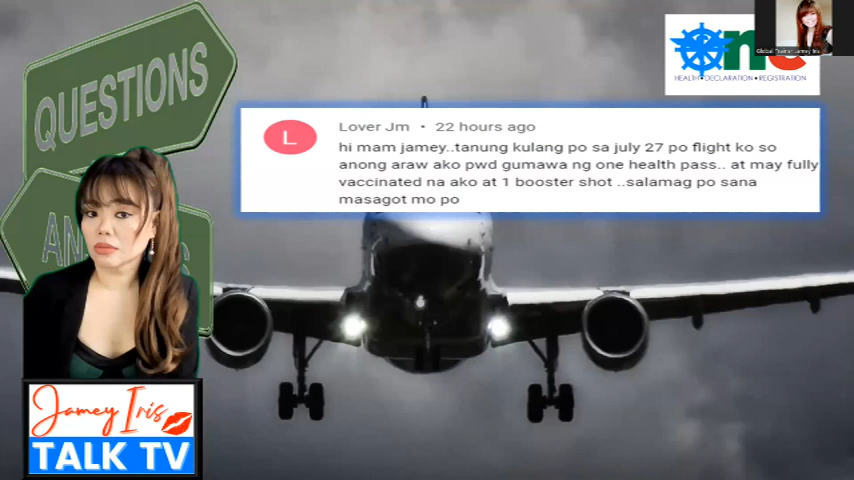 QUESTIONS
AN
S
Jamey Iris
TALK TV
Lover Jm • 22 hours ago
hi mam jamey..tanung kulang po sa july 27 po flight ko so
anong araw ako pwd gumawa ng one health pass.. at may fully
vaccinated na ako at 1 booster shot ..salamag po sana
masagot mo po
HEALTH • DECLARATION • REGISTRATION